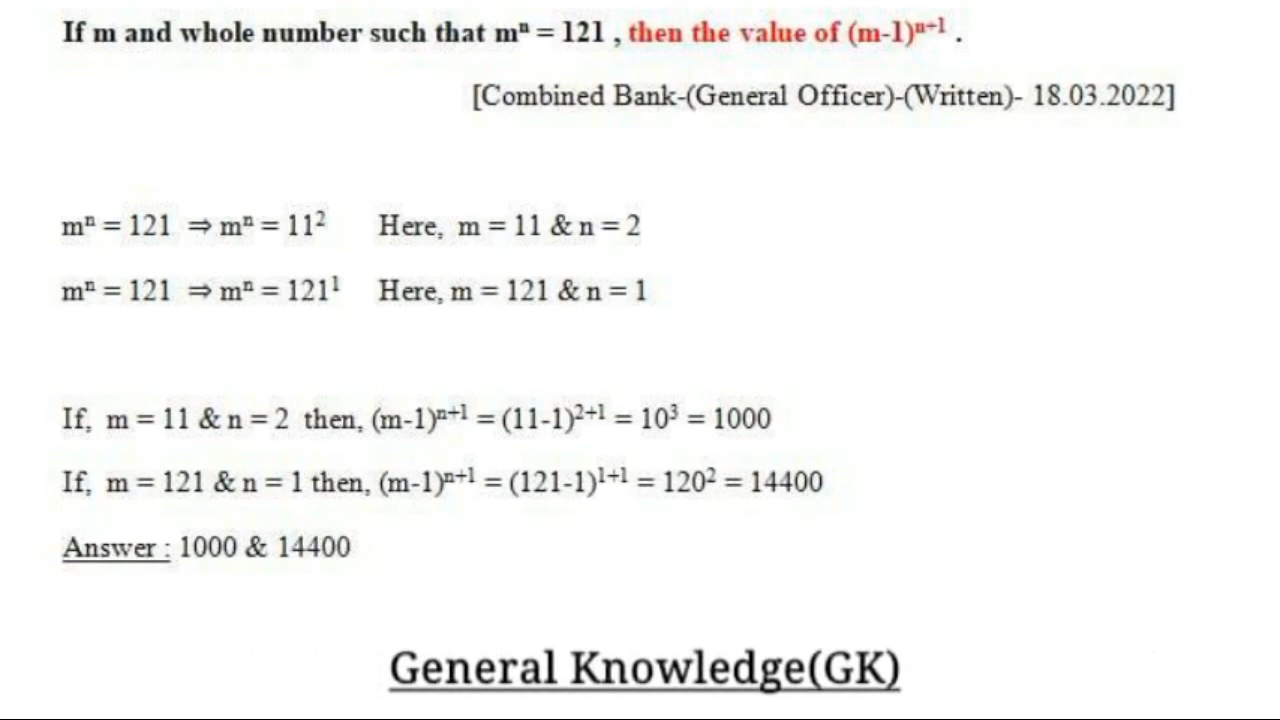 If m and whole number such that mⁿ = 121 , then the value of (m-1)ⁿ⁺¹ .
[Combined Bank-(General Officer)-(Written)- 18.03.2022]
mⁿ = 121 ⇒ mⁿ = 11² Here, m = 11 & n = 2
mⁿ = 121 ⇒ mⁿ = 121¹ Here, m = 121 & n = 1
If, m = 11 & n = 2 then, (m-1)ⁿ⁺¹ = (11-1)²⁺¹ = 10³ = 1000
If, m = 121 & n = 1 then, (m-1)ⁿ⁺¹ = (121-1)¹⁺¹ = 120² = 14400
Answer : 1000 & 14400
General Knowledge(GK)